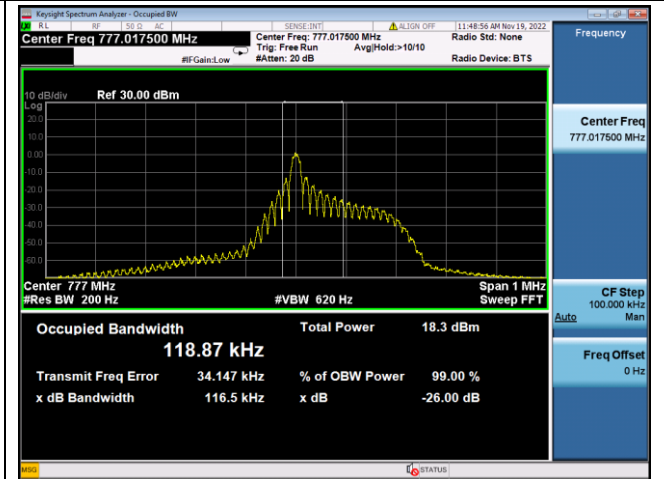 Keysight Spectrum Analyzer - Occupied BW
RL RF 50 Ω AC SENSE:INT ALIGN OFF 11:48:56 AM Nov 19, 2022
Center Freq 777.017500 MHz
Center Freq: 777.017500 MHz Radio Std: None
Trig: Free Run Avg|Hold:>10/10
#IFGain:Low #Atten: 20 dB Radio Device: BTS
Frequency
10 dB/div Ref 30.00 dBm
Log
20.0
10.0
0.00
-10.0
-20.0
-30.0
-40.0
-50.0
-60.0
Center 777 MHz Span 1 MHz
#Res BW 200 Hz #VBW 620 Hz Sweep FFT
Occupied Bandwidth Total Power 18.3 dBm
118.87 kHz
Transmit Freq Error 34.147 kHz % of OBW Power 99.00 %
x dB Bandwidth 116.5 kHz x dB -26.00 dB
Center Freq
777.017500 MHz
CF Step
100.000 kHz
Auto Man
Freq Offset
0 Hz
MSG STATUS